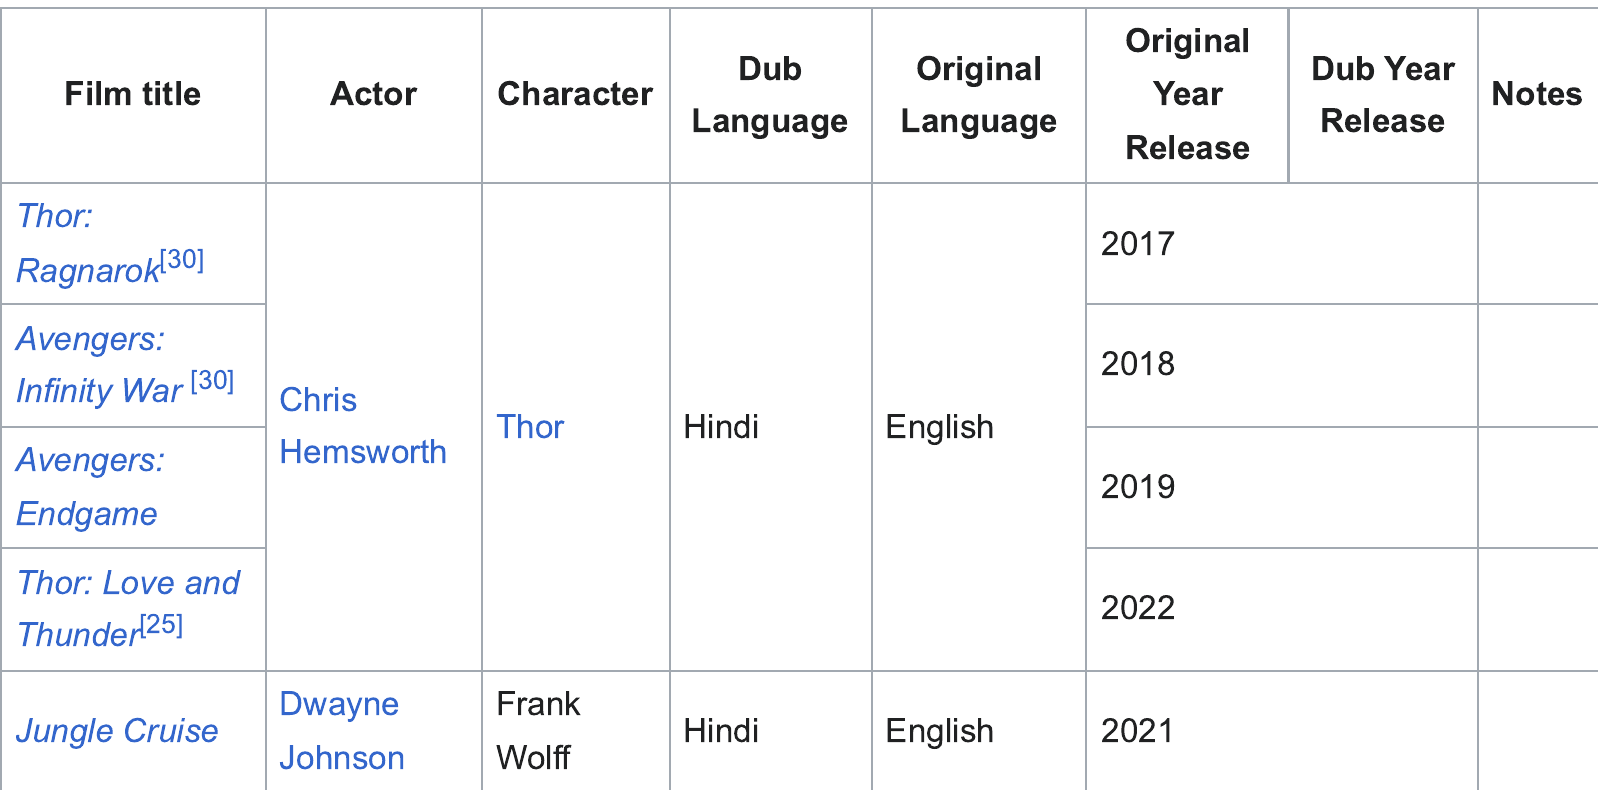 Film title Actor Character Dub Language Original Language Original Year Release Dub Year Release Notes
Thor:
Ragnarok[30]
2017
Avengers:
Infinity War [30]
2018
Chris
Hemsworth
Thor
Hindi
English
Avengers:
Endgame
2019
Thor: Love and
Thunder[25]
2022
Jungle Cruise
Dwayne
Johnson
Frank
Wolff
Hindi
English
2021